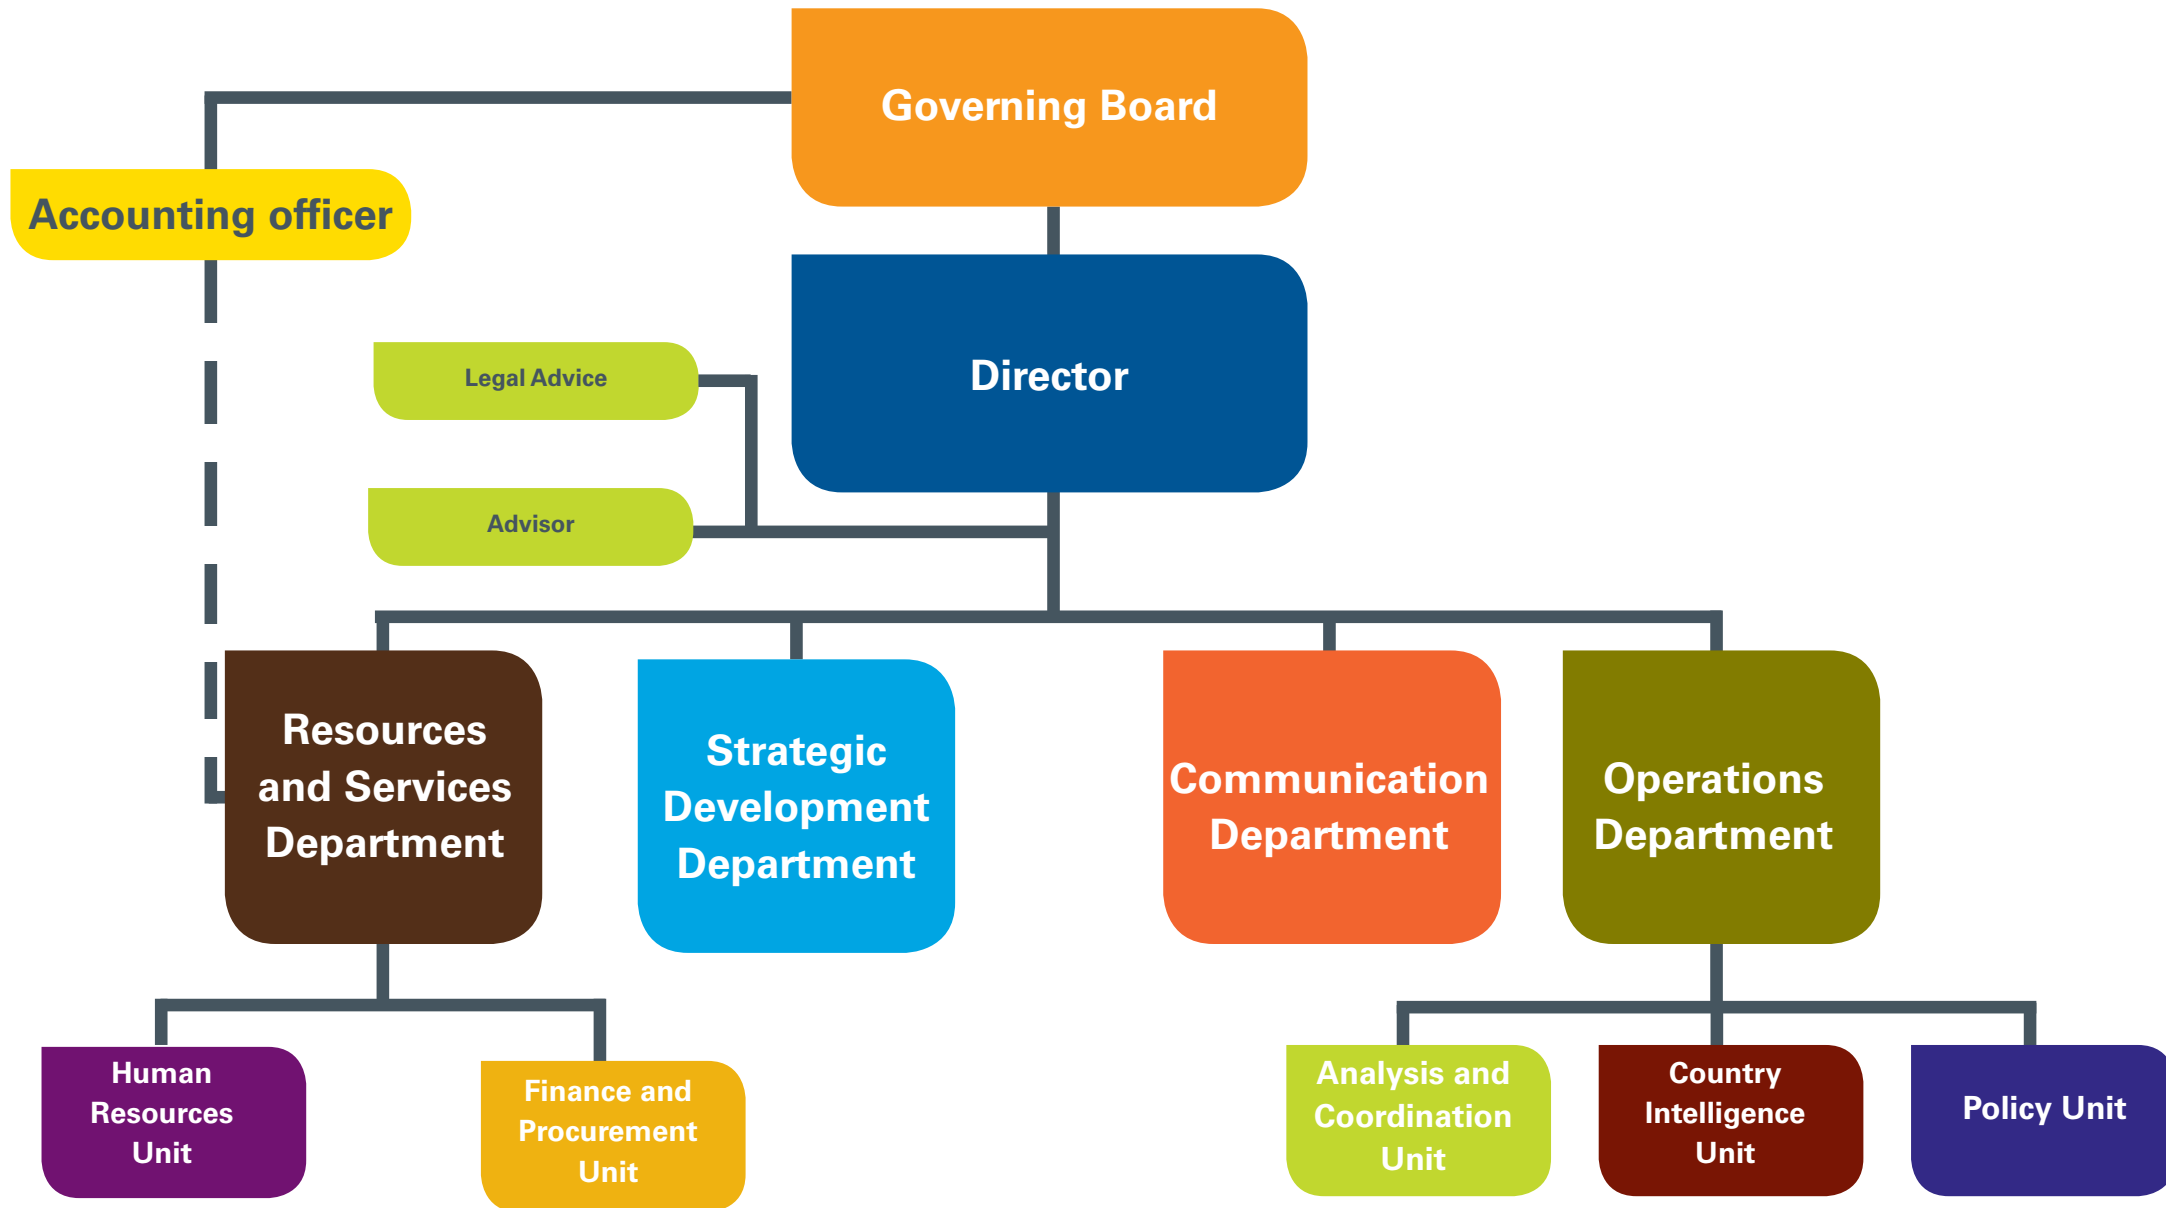 Governing Board
Accounting officer
Director
Legal Advice
Advisor
Resources
and Services
Department
Strategic
Development
Department
Communication
Department
Operations
Department
Human
Resources
Unit
Finance and
Procurement
Unit
Analysis and
Coordination
Unit
Country
Intelligence
Unit
Policy Unit